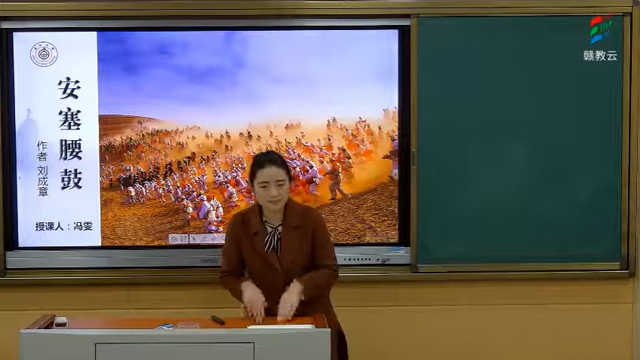 安塞腰鼓
作者 刘成章
授课人：冯雯
赣教云